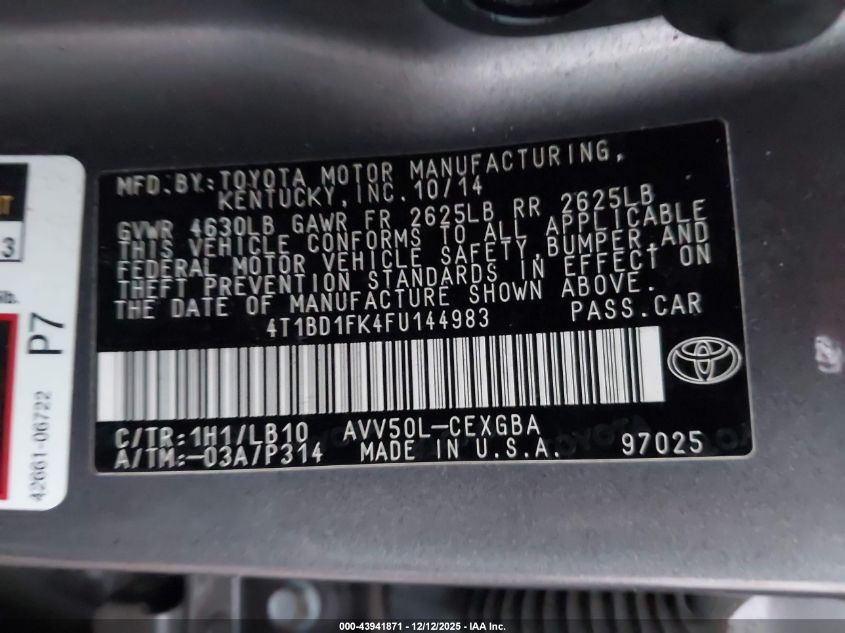 MFD. BY: TOYOTA MOTOR MANUFACTURING,
KENTUCKY, INC. 10/14
GVWR 4630LB GAWR FR 2625LB RR 2625LB
THIS VEHICLE CONFORMS TO ALL APPLICABLE
FEDERAL MOTOR VEHICLE SAFETY, BUMPER, AND
THEFT PREVENTION STANDARDS IN EFFECT ON
THE DATE OF MANUFACTURE SHOWN ABOVE.
4T1BD1FK4FU144983 PASS.CAR
C/TR:1H1/LB10 AVV50L-CEXGBA
A/TM:-03A/P314 MADE IN U.S.A. 97025
P7
42661-06722
000-43941871 - 12/12/2025 - IAA Inc.